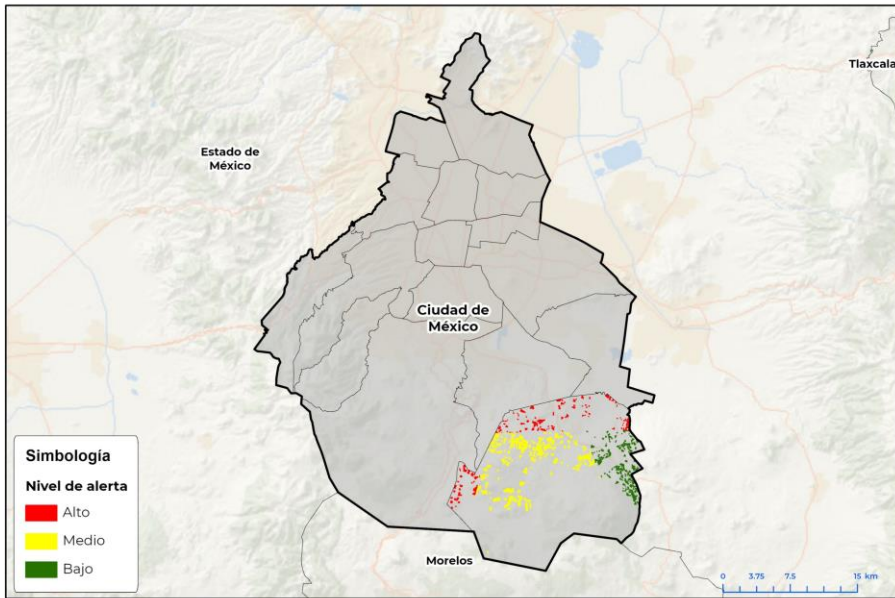 Tlaxcala
Estado de
México
Ciudad de
México
Simbología
Nivel de alerta
Alto
Medio
Bajo
Morelos
0 3.75 7.5 15 km